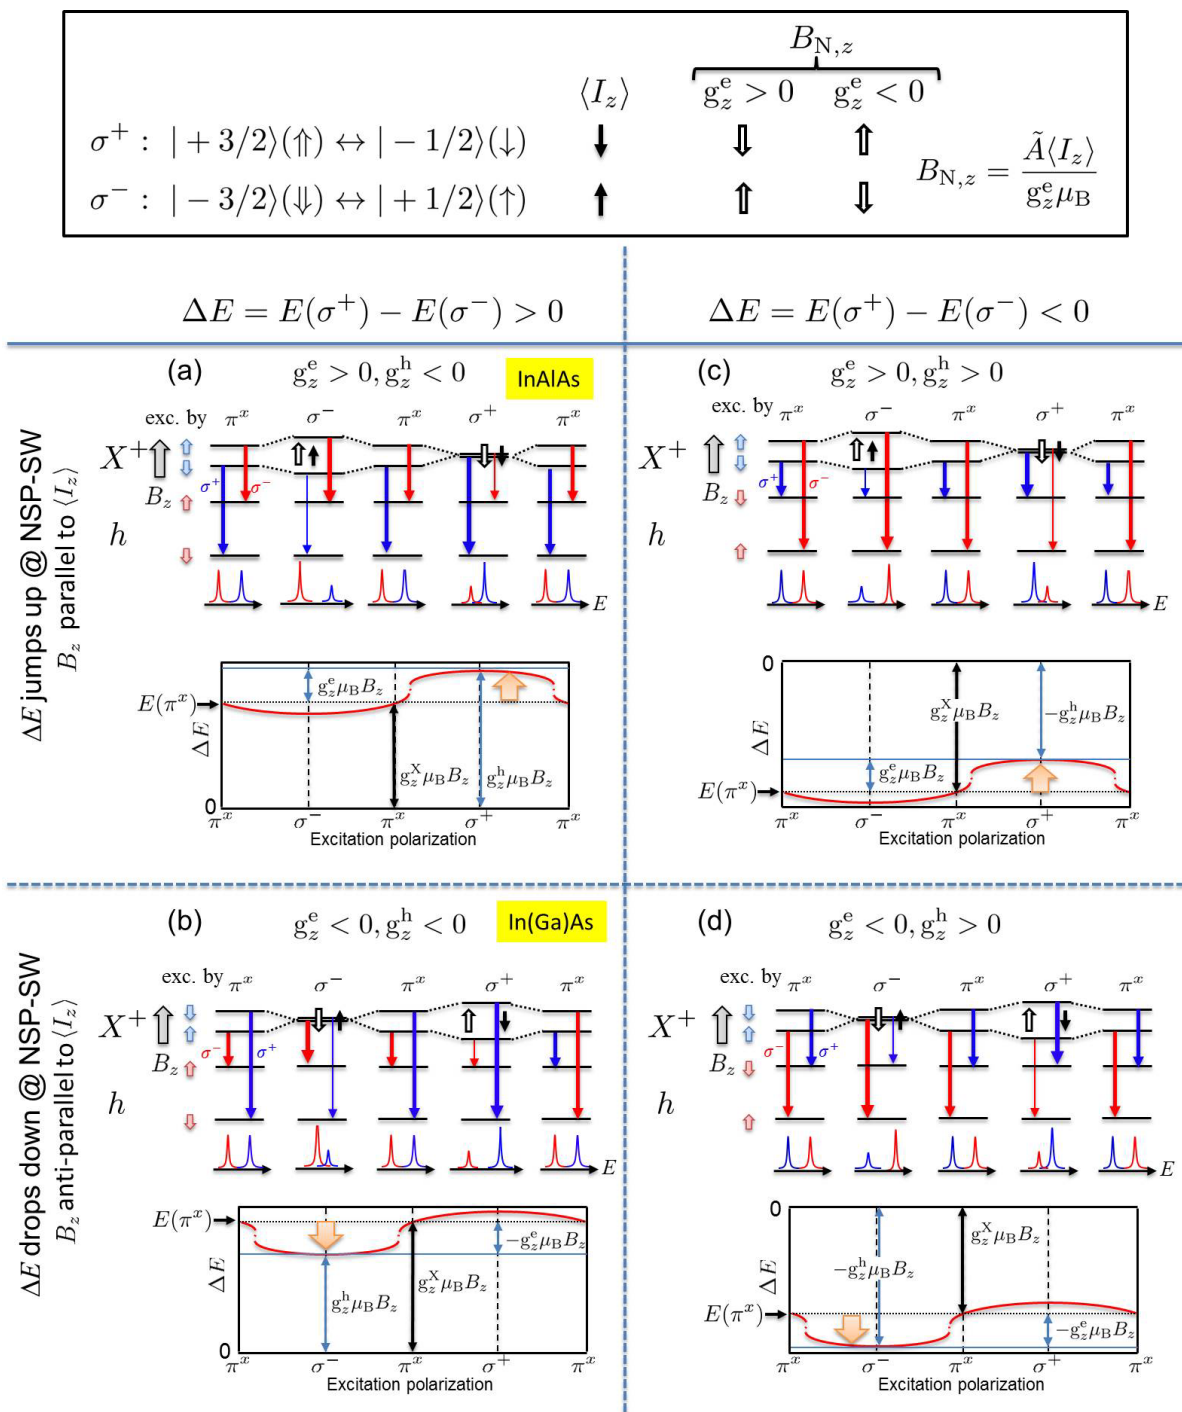 B_{N,z}
⟨I_z⟩ g_z^e > 0 g_z^e < 0
σ^+ : |+3/2⟩(⇑) ↔ |−1/2⟩(↓)
σ^- : |−3/2⟩(⇓) ↔ |+1/2⟩(↑)
B_{N,z} = Ã⟨I_z⟩ / g_z^e μ_B
ΔE = E(σ^+) − E(σ^-) > 0
ΔE = E(σ^+) − E(σ^-) < 0
ΔE jumps up @ NSP-SW
B_z parallel to ⟨I_z⟩
(a) g_z^e > 0, g_z^h < 0 InAlAs
exc. by π^x σ^- π^x σ^+ π^x
X^+
B_z σ^+ σ^-
h
E
E(π^x)
ΔE
0
g_z^e μ_B B_z
g_z^X μ_B B_z g_z^h μ_B B_z
π^x σ^- π^x σ^+ π^x
Excitation polarization
(c) g_z^e > 0, g_z^h > 0
exc. by π^x σ^- π^x σ^+ π^x
X^+
B_z σ^+ σ^-
h
E
0
ΔE
E(π^x)
g_z^X μ_B B_z −g_z^h μ_B B_z
g_z^e μ_B B_z
π^x σ^- π^x σ^+ π^x
Excitation polarization
ΔE drops down @ NSP-SW
B_z anti-parallel to ⟨I_z⟩
(b) g_z^e < 0, g_z^h < 0 In(Ga)As
exc. by π^x σ^- π^x σ^+ π^x
X^+
B_z σ^- σ^+
h
E
E(π^x)
ΔE
0
−g_z^e μ_B B_z
g_z^h μ_B B_z g_z^X μ_B B_z
π^x σ^- π^x σ^+ π^x
Excitation polarization
(d) g_z^e < 0, g_z^h > 0
exc. by π^x σ^- π^x σ^+ π^x
X^+
B_z σ^- σ^+
h
E
0
ΔE
E(π^x)
−g_z^h μ_B B_z g_z^X μ_B B_z
−g_z^e μ_B B_z
π^x σ^- π^x σ^+ π^x
Excitation polarization